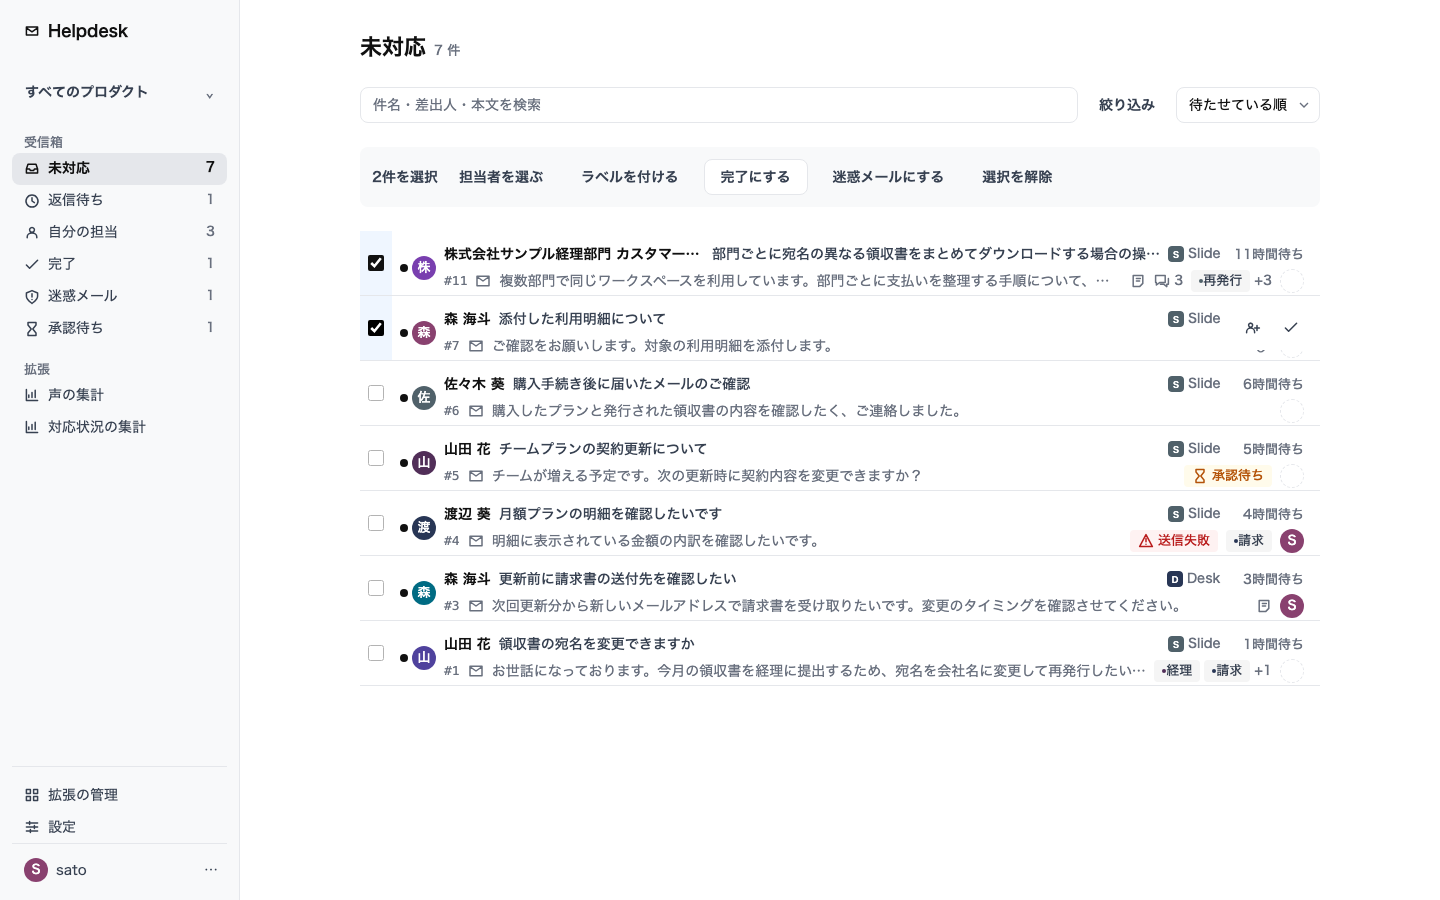 Helpdesk
すべてのプロダクト
受信箱
未対応 7
返信待ち 1
自分の担当 3
完了 1
迷惑メール 1
承認待ち 1
拡張
声の集計
対応状況の集計
拡張の管理
設定
S sato …
未対応 7 件
件名・差出人・本文を検索 絞り込み 待たせている順
2件を選択 担当者を選ぶ ラベルを付ける 完了にする 迷惑メールにする 選択を解除
株式会社サンプル経理部門 カスタマー… 部門ごとに宛名の異なる領収書をまとめてダウンロードする場合の操… S Slide 11時間待ち
株 #11 複数部門で同じワークスペースを利用しています。部門ごとに支払いを整理する手順について、… 3 •再発行 +3
森 海斗 添付した利用明細について S Slide
森 #7 ご確認をお願いします。対象の利用明細を添付します。
佐々木 葵 購入手続き後に届いたメールのご確認 S Slide 6時間待ち
佐 #6 購入したプランと発行された領収書の内容を確認したく、ご連絡しました。
山田 花 チームプランの契約更新について S Slide 5時間待ち
山 #5 チームが増える予定です。次の更新時に契約内容を変更できますか？ 承認待ち
渡辺 葵 月額プランの明細を確認したいです S Slide 4時間待ち
渡 #4 明細に表示されている金額の内訳を確認したいです。 送信失敗 •請求 S
森 海斗 更新前に請求書の送付先を確認したい D Desk 3時間待ち
森 #3 次回更新分から新しいメールアドレスで請求書を受け取りたいです。変更のタイミングを確認させてください。 S
山田 花 領収書の宛名を変更できますか S Slide 1時間待ち
山 #1 お世話になっております。今月の領収書を経理に提出するため、宛名を会社名に変更して再発行したい… •経理 •請求 +1